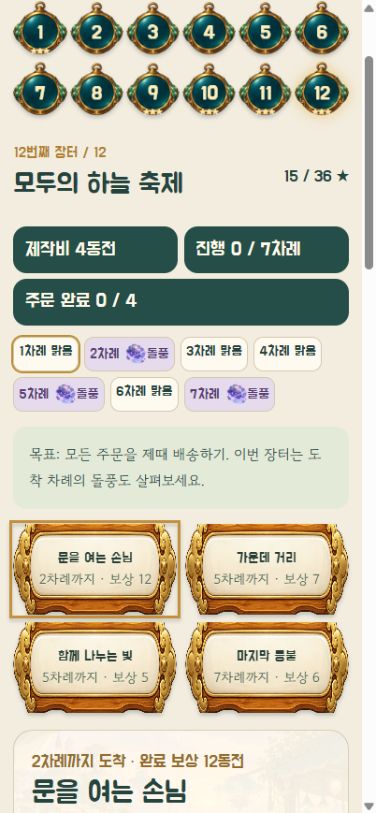 1 2 3 4 5 6
7 8 9 10 11 12
12번째 장터 / 12
모두의 하늘 축제
15 / 36 ★
제작비 4동전
진행 0 / 7차례
주문 완료 0 / 4
1차례 맑음
2차례 돌풍
3차례 맑음
4차례 맑음
5차례 돌풍
6차례 맑음
7차례 돌풍
목표: 모든 주문을 제때 배송하기. 이번 장터는 도
착 차례의 돌풍도 살펴보세요.
문을 여는 손님
2차례까지 · 보상 12
가운데 거리
5차례까지 · 보상 7
함께 나누는 빛
5차례까지 · 보상 5
마지막 등불
7차례까지 · 보상 6
2차례까지 도착 · 완료 보상 12동전
문을 여는 손님